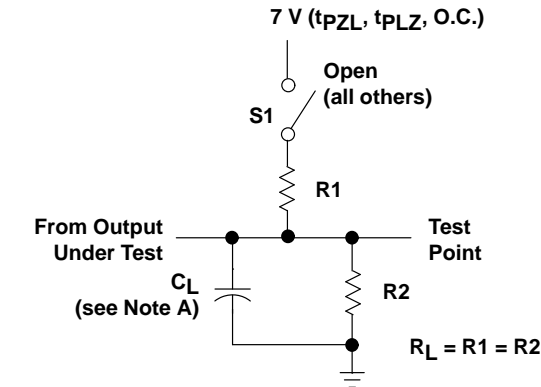 7 V (tPZL, tPLZ, O.C.)
Open
(all others)
S1
R1
From Output
Under Test
Test
Point
CL
(see Note A)
R2
RL = R1 = R2